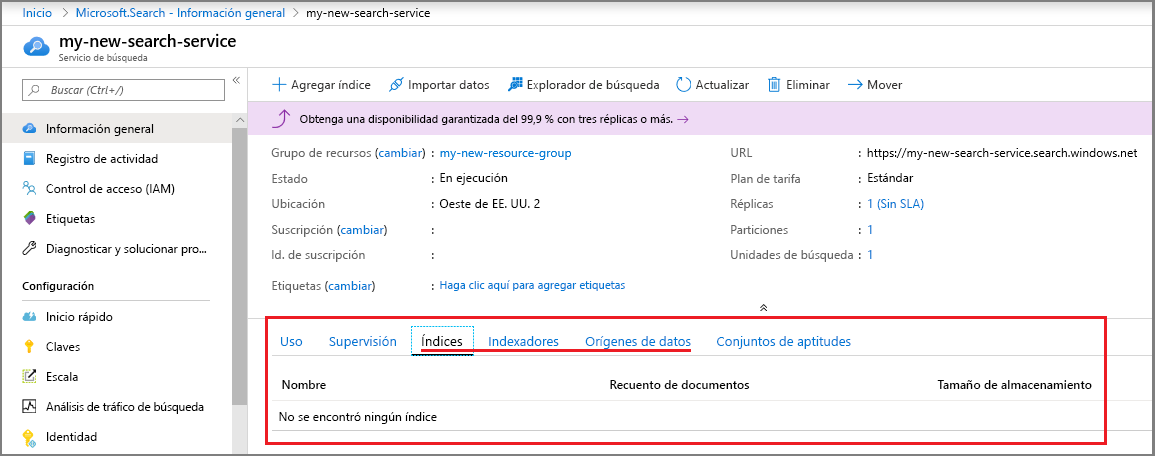 Inicio > Microsoft.Search - Información general > my-new-search-service
my-new-search-service
Servicio de búsqueda
Buscar (Ctrl+/)
«
Información general
Registro de actividad
Control de acceso (IAM)
Etiquetas
Diagnosticar y solucionar pro...
Configuración
Inicio rápido
Claves
Escala
Análisis de tráfico de búsqueda
Identidad
Agregar índice Importar datos Explorador de búsqueda Actualizar Eliminar Mover
Obtenga una disponibilidad garantizada del 99,9 % con tres réplicas o más. →
Grupo de recursos (cambiar) : my-new-resource-group
Estado : En ejecución
Ubicación : Oeste de EE. UU. 2
Suscripción (cambiar) :
Id. de suscripción :
Etiquetas (cambiar) : Haga clic aquí para agregar etiquetas
URL : https://my-new-search-service.search.windows.net
Plan de tarifa : Estándar
Réplicas : 1 (Sin SLA)
Particiones : 1
Unidades de búsqueda : 1
Uso Supervisión Índices Indexadores Orígenes de datos Conjuntos de aptitudes
Nombre Recuento de documentos Tamaño de almacenamiento
No se encontró ningún índice